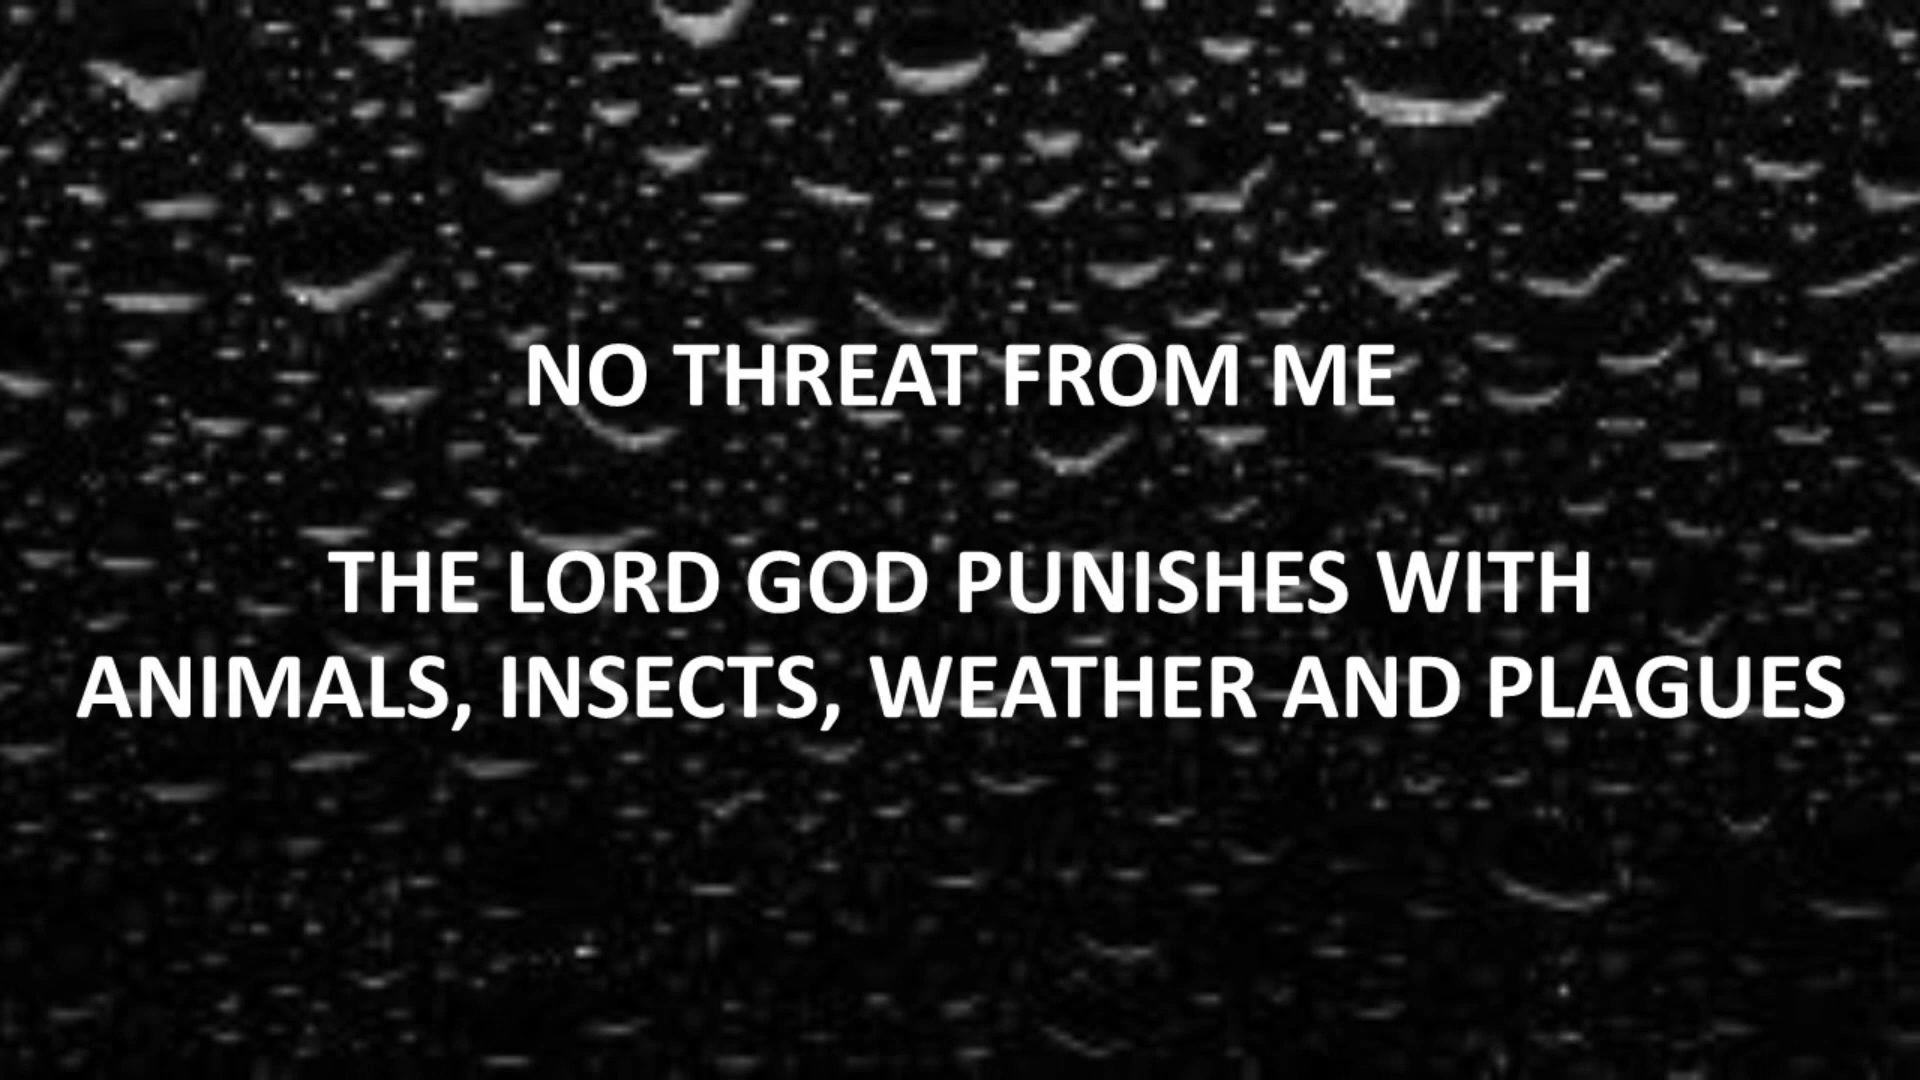 NO THREAT FROM ME
THE LORD GOD PUNISHES WITH
ANIMALS, INSECTS, WEATHER AND PLAGUES